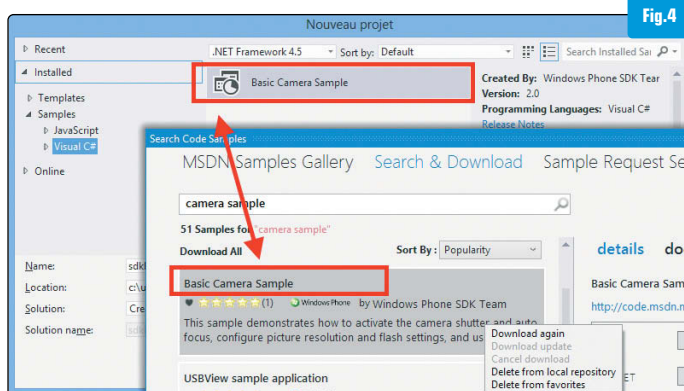 Fig.4
Nouveau projet
Recent
Installed
Templates
Samples
JavaScript
Visual C#
Online
.NET Framework 4.5 Sort by: Default
Search Installed
Basic Camera Sample
Created By: Windows Phone SDK
Version: 2.0
Programming Languages: Visual C#
Release Notes
Name:
Location: c:\u
Solution: Cre
Solution name:
Search Code Samples
MSDN Samples Gallery Search & Download Sample Request
camera sample
51 Samples for "camera sample"
Download All Sort By: Popularity
Basic Camera Sample
(1) Windows Phone by Windows Phone SDK Team
This sample demonstrates how to activate the camera shutter and auto
focus, configure picture resolution and flash settings, and
USBView sample application
details
Basic Camera
http://code.msdn.
Download again
Download update
Cancel download
Delete from local repository
Delete from favorites